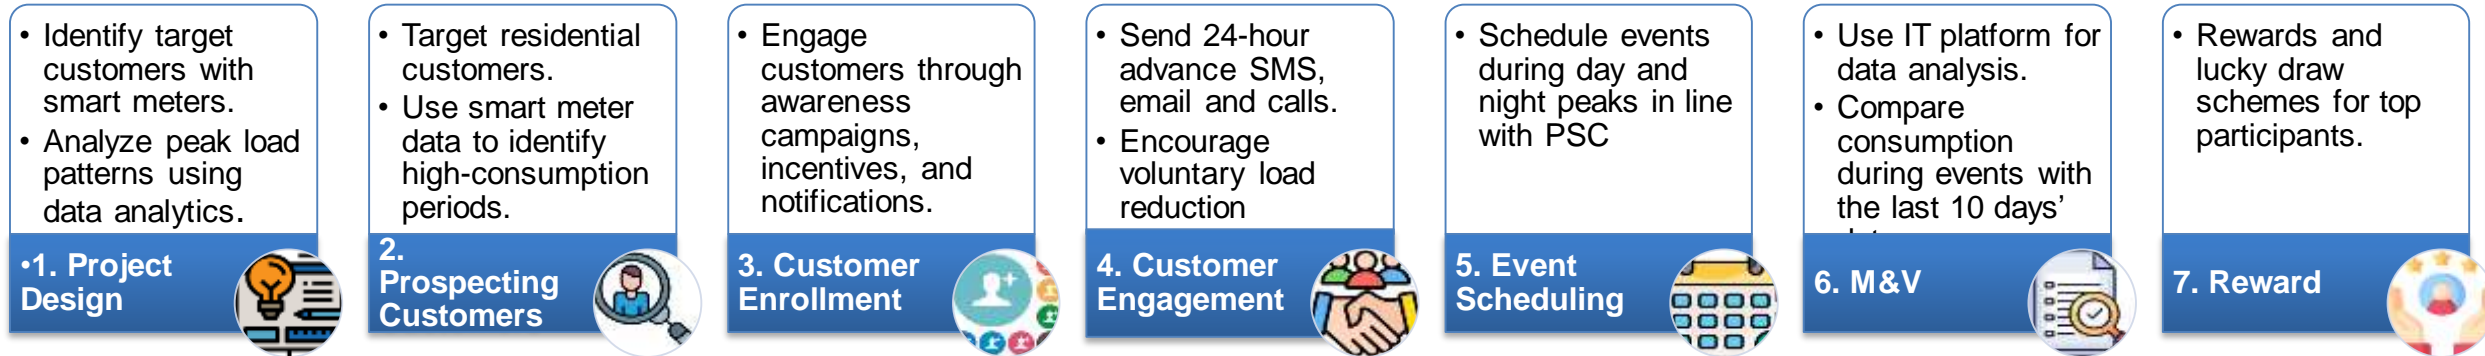 • Identify target
customers with
smart meters.
• Analyze peak load
patterns using
data analytics.
•1. Project
Design
• Target residential
customers.
• Use smart meter
data to identify
high-consumption
periods.
2.
Prospecting
Customers
• Engage
customers through
awareness
campaigns,
incentives, and
notifications.
3. Customer
Enrollment
• Send 24-hour
advance SMS,
email and calls.
• Encourage
voluntary load
reduction
4. Customer
Engagement
• Schedule events
during day and
night peaks in line
with PSC
5. Event
Scheduling
• Use IT platform for
data analysis.
• Compare
consumption
during events with
the last 10 days’
6. M&V
• Rewards and
lucky draw
schemes for top
participants.
7. Reward